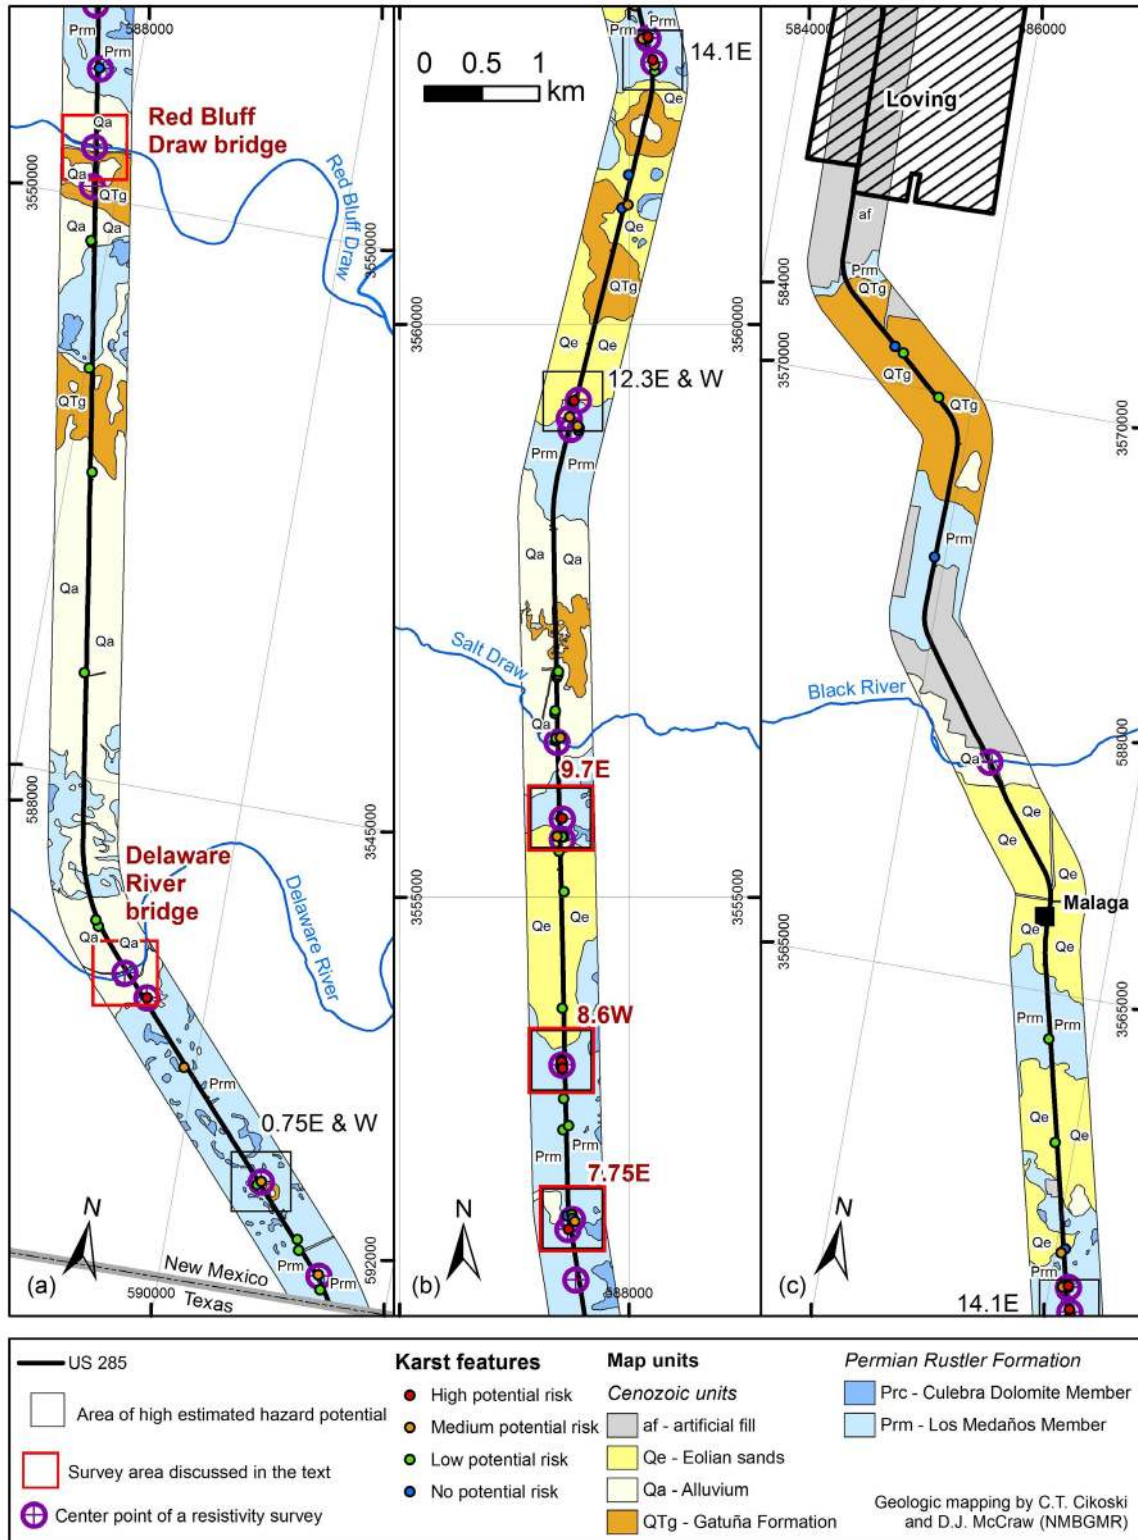 Prm
588000
Prm
Qa
Red Bluff
Draw bridge
Qa
QTg
3550000
Qa
Qa
Red Bluff Draw
3550000
QTg
Qa
Qa
588000
Delaware
River
bridge
3545000
Qa
Qa
Delaware River
Prm
0.75E & W
N
Prm
Prm
New Mexico
Texas
(a)
590000
592000
0 0.5 1
km
Prm
Prm
14.1E
Qe
Qe
QTg
3560000
3560000
Qe
Qe
12.3E & W
Prm
Prm
Qa
Qa
Salt Draw
Qa
9.7E
3555000
Qe
Qe
8.6W
Prm
Prm
7.75E
N
(b)
588000
584000
586000
Loving
af
Prm
QTg
584000
3570000
QTg
QTg
3570000
Prm
Black River
588000
Qa
Qe
Qe
Qe
Malaga
Qe
Qe
3565000
3565000
Prm
Prm
Qe
Qe
Qe
Prm
N
(c)
14.1E
US 285
Area of high estimated hazard potential
Survey area discussed in the text
Center point of a resistivity survey
Karst features
High potential risk
Medium potential risk
Low potential risk
No potential risk
Map units
Cenozoic units
af - artificial fill
Qe - Eolian sands
Qa - Alluvium
QTg - Gatuña Formation
Permian Rustler Formation
Prc - Culebra Dolomite Member
Prm - Los Medaños Member
Geologic mapping by C.T. Cikoski
and D.J. McCraw (NMBGMR)